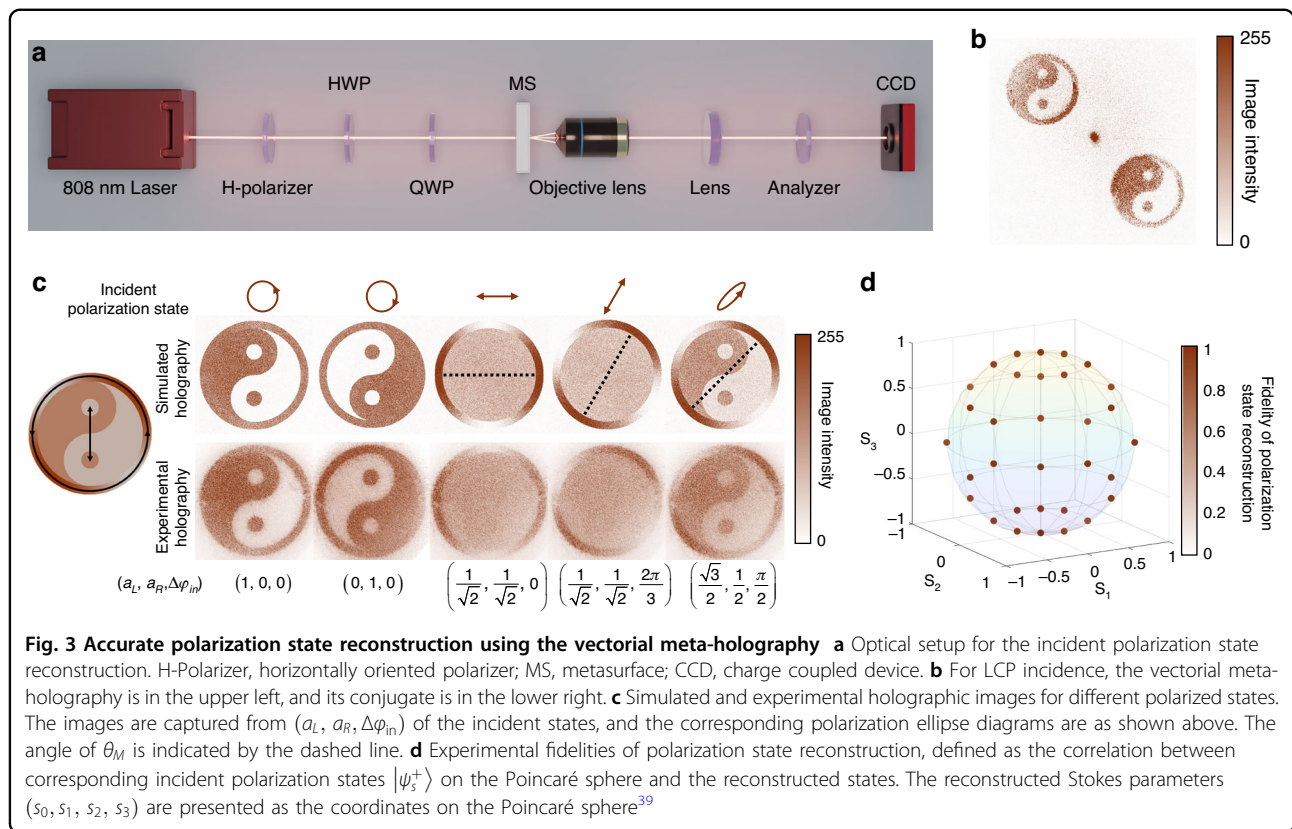 a
HWP
MS
CCD
808 nm Laser
H-polarizer
QWP
Objective lens
Lens
Analyzer
b
255
Image intensity
0
c
Incident
polarization state
Simulated
holography
Experimental
holography
255
Image intensity
0
(a_L, a_R, Δφ_in)
(1, 0, 0)
(0, 1, 0)
(1/√2, 1/√2, 0)
(1/√2, 1/√2, 2π/3)
(√3/2, 1/2, π/2)
d
1
0.5
0
−0.5
−1
S₃
−1
0
1
S₂
−1
−0.5
0
0.5
1
S₁
1
0.8
0.6
0.4
0.2
0
Fidelity of polarization
state reconstruction
Fig. 3 Accurate polarization state reconstruction using the vectorial meta-holography a Optical setup for the incident polarization state
reconstruction. H-Polarizer, horizontally oriented polarizer; MS, metasurface; CCD, charge coupled device. b For LCP incidence, the vectorial meta-
holography is in the upper left, and its conjugate is in the lower right. c Simulated and experimental holographic images for different polarized states.
The images are captured from (a_L, a_R, Δφ_in) of the incident states, and the corresponding polarization ellipse diagrams are as shown above. The
angle of θ_M is indicated by the dashed line. d Experimental fidelities of polarization state reconstruction, defined as the correlation between
corresponding incident polarization states |ψ_s^+⟩ on the Poincaré sphere and the reconstructed states. The reconstructed Stokes parameters
(s₀, s₁, s₂, s₃) are presented as the coordinates on the Poincaré sphere³⁹